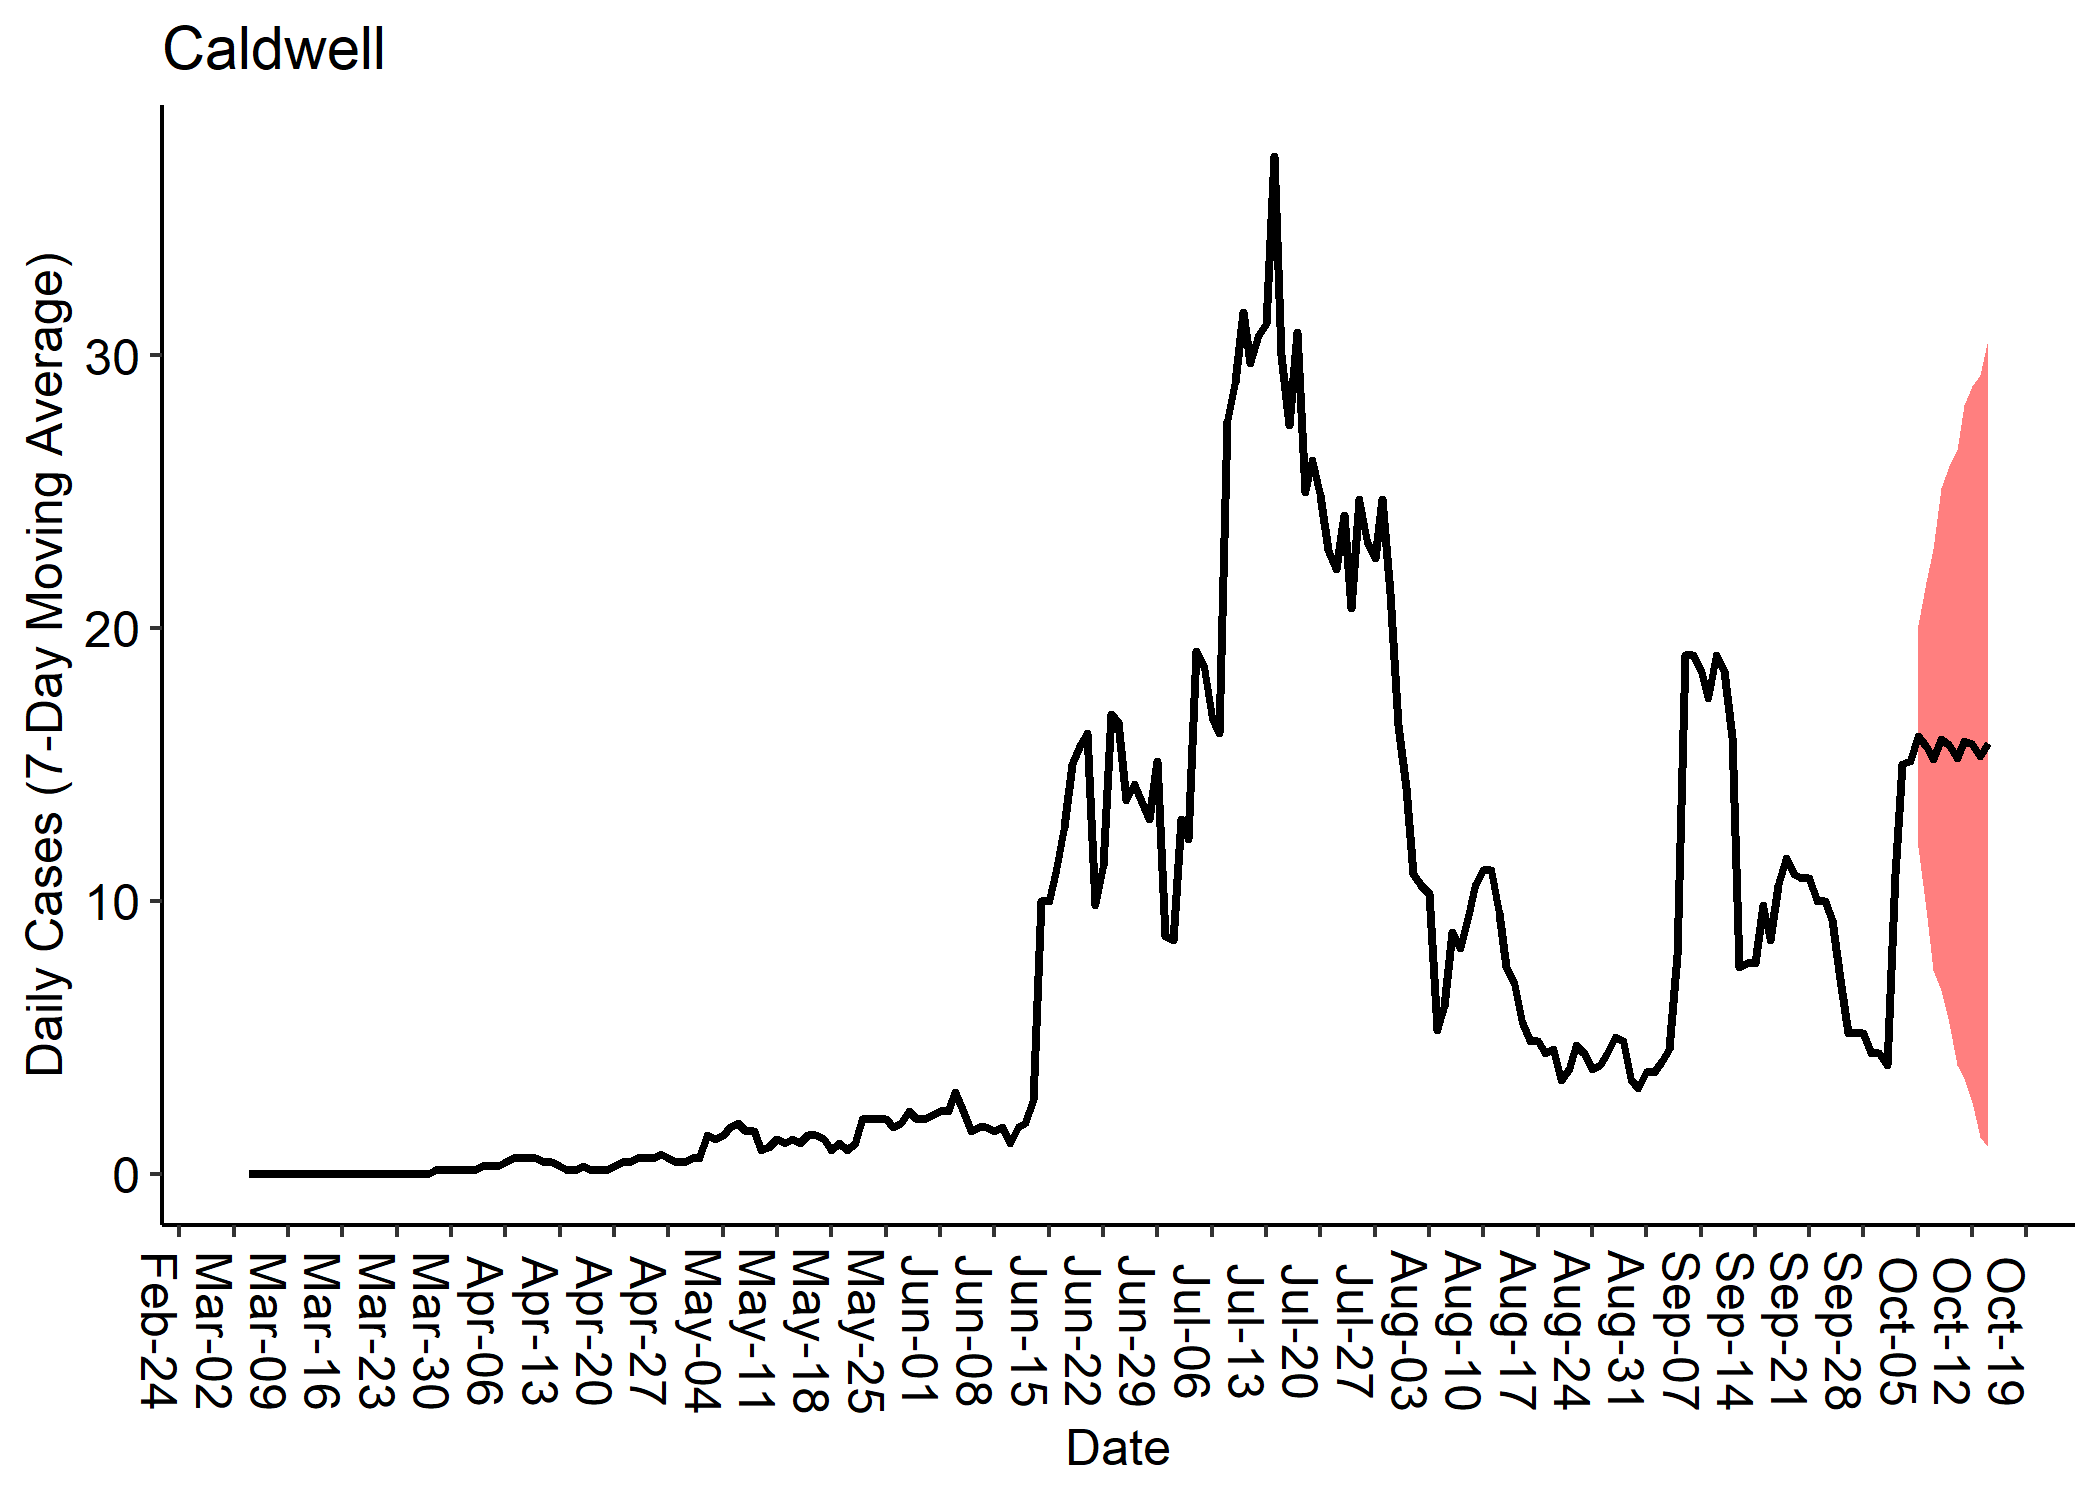 Caldwell
Daily Cases (7-Day Moving Average)
30
20
10
0
Feb-24
Mar-02
Mar-09
Mar-16
Mar-23
Mar-30
Apr-06
Apr-13
Apr-20
Apr-27
May-04
May-11
May-18
May-25
Jun-01
Jun-08
Jun-15
Jun-22
Jun-29
Jul-06
Jul-13
Jul-20
Jul-27
Aug-03
Aug-10
Aug-17
Aug-24
Aug-31
Sep-07
Sep-14
Sep-21
Sep-28
Oct-05
Oct-12
Oct-19
Date